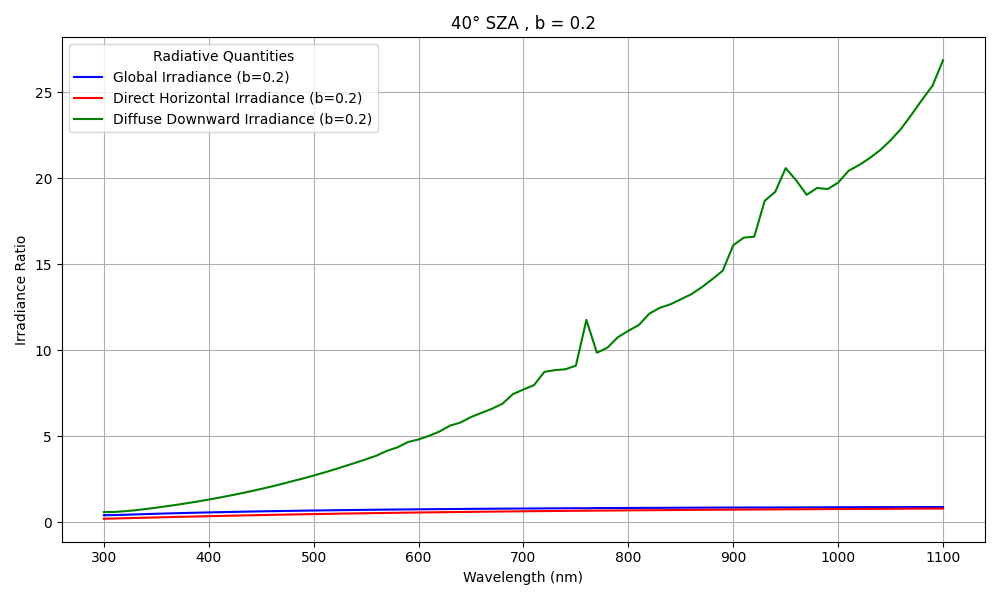 40° SZA , b = 0.2
Radiative Quantities
Global Irradiance (b=0.2)
Direct Horizontal Irradiance (b=0.2)
Diffuse Downward Irradiance (b=0.2)
Irradiance Ratio
25
20
15
10
5
0
300 400 500 600 700 800 900 1000 1100
Wavelength (nm)